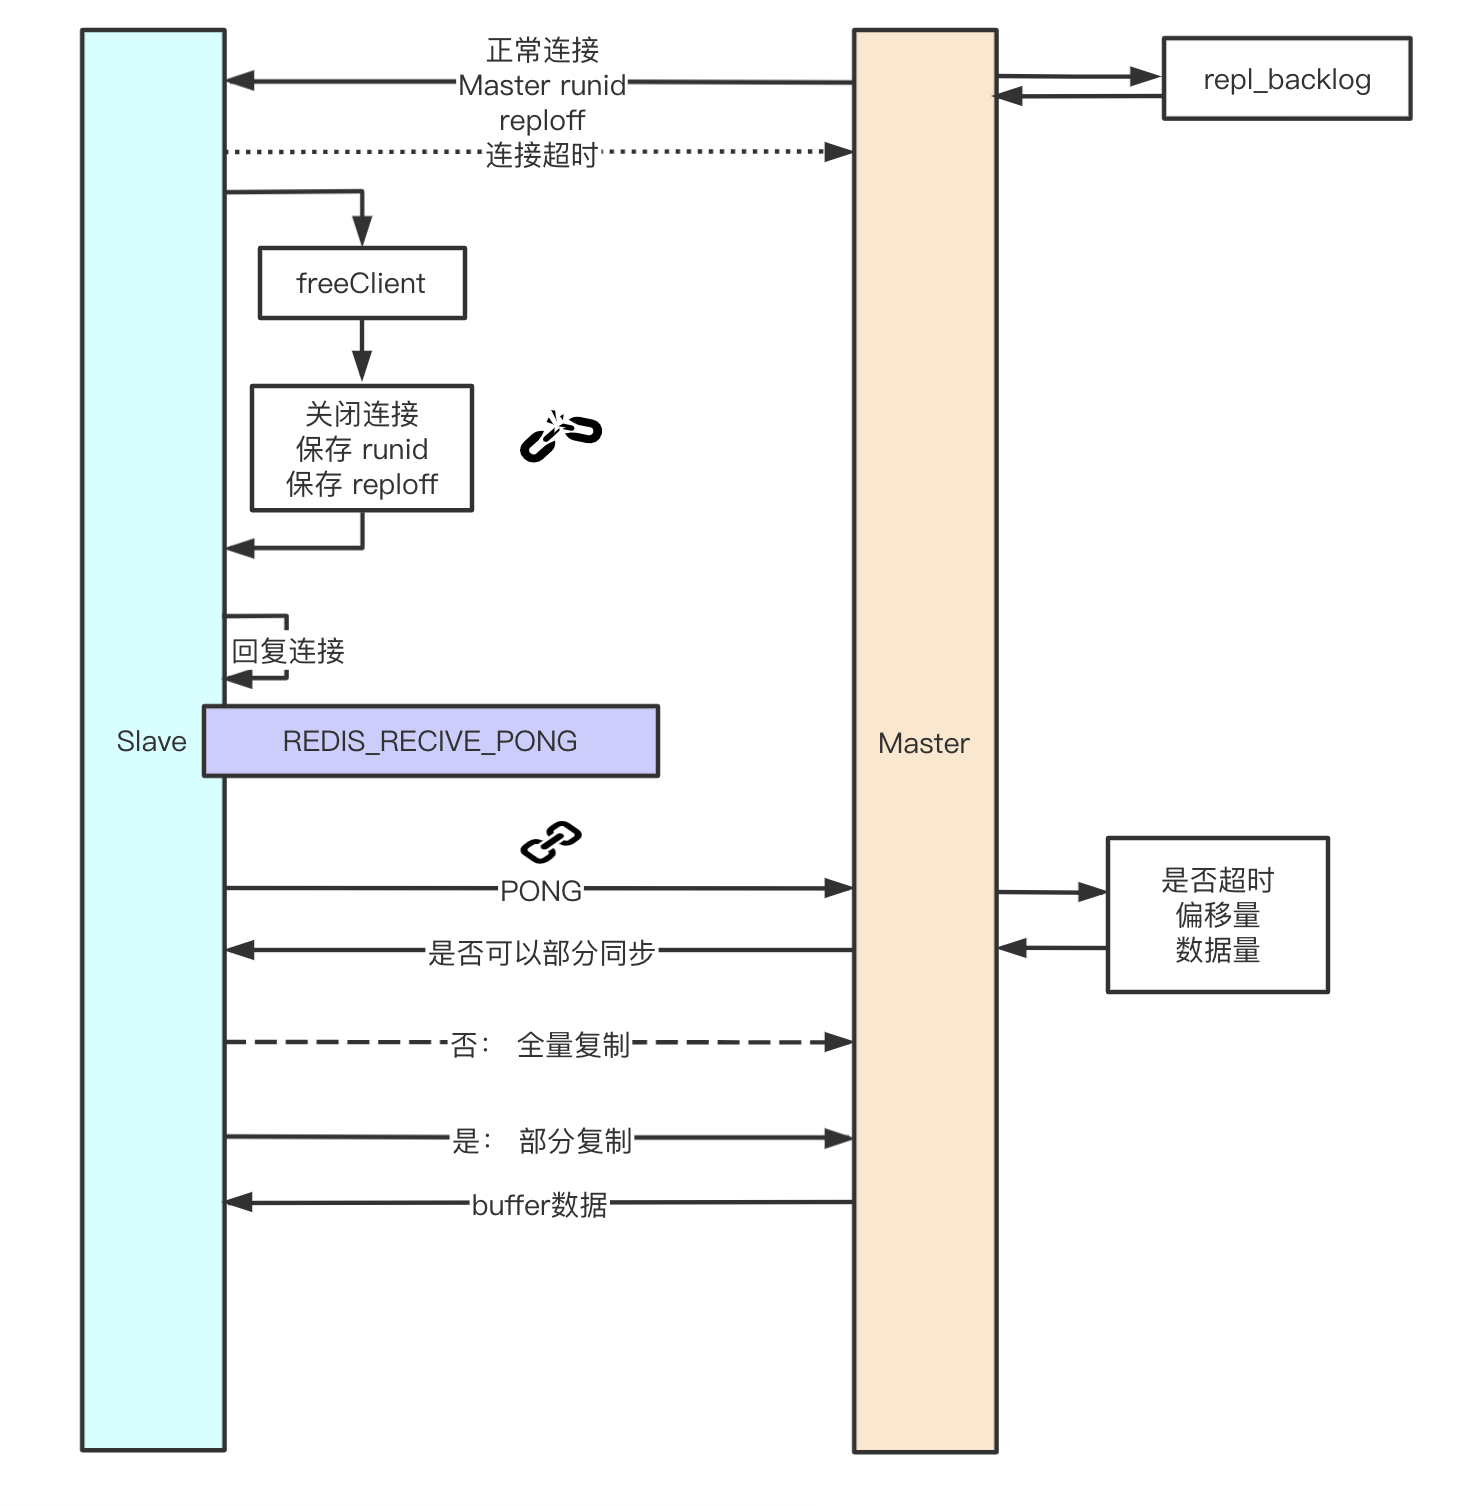 正常连接
Master runid
reploff
连接超时
repl_backlog
freeClient
关闭连接
保存 runid
保存 reploff
回复连接
Slave
REDIS_RECIVE_PONG
Master
PONG
是否超时
偏移量
数据量
是否可以部分同步
否： 全量复制
是： 部分复制
buffer数据